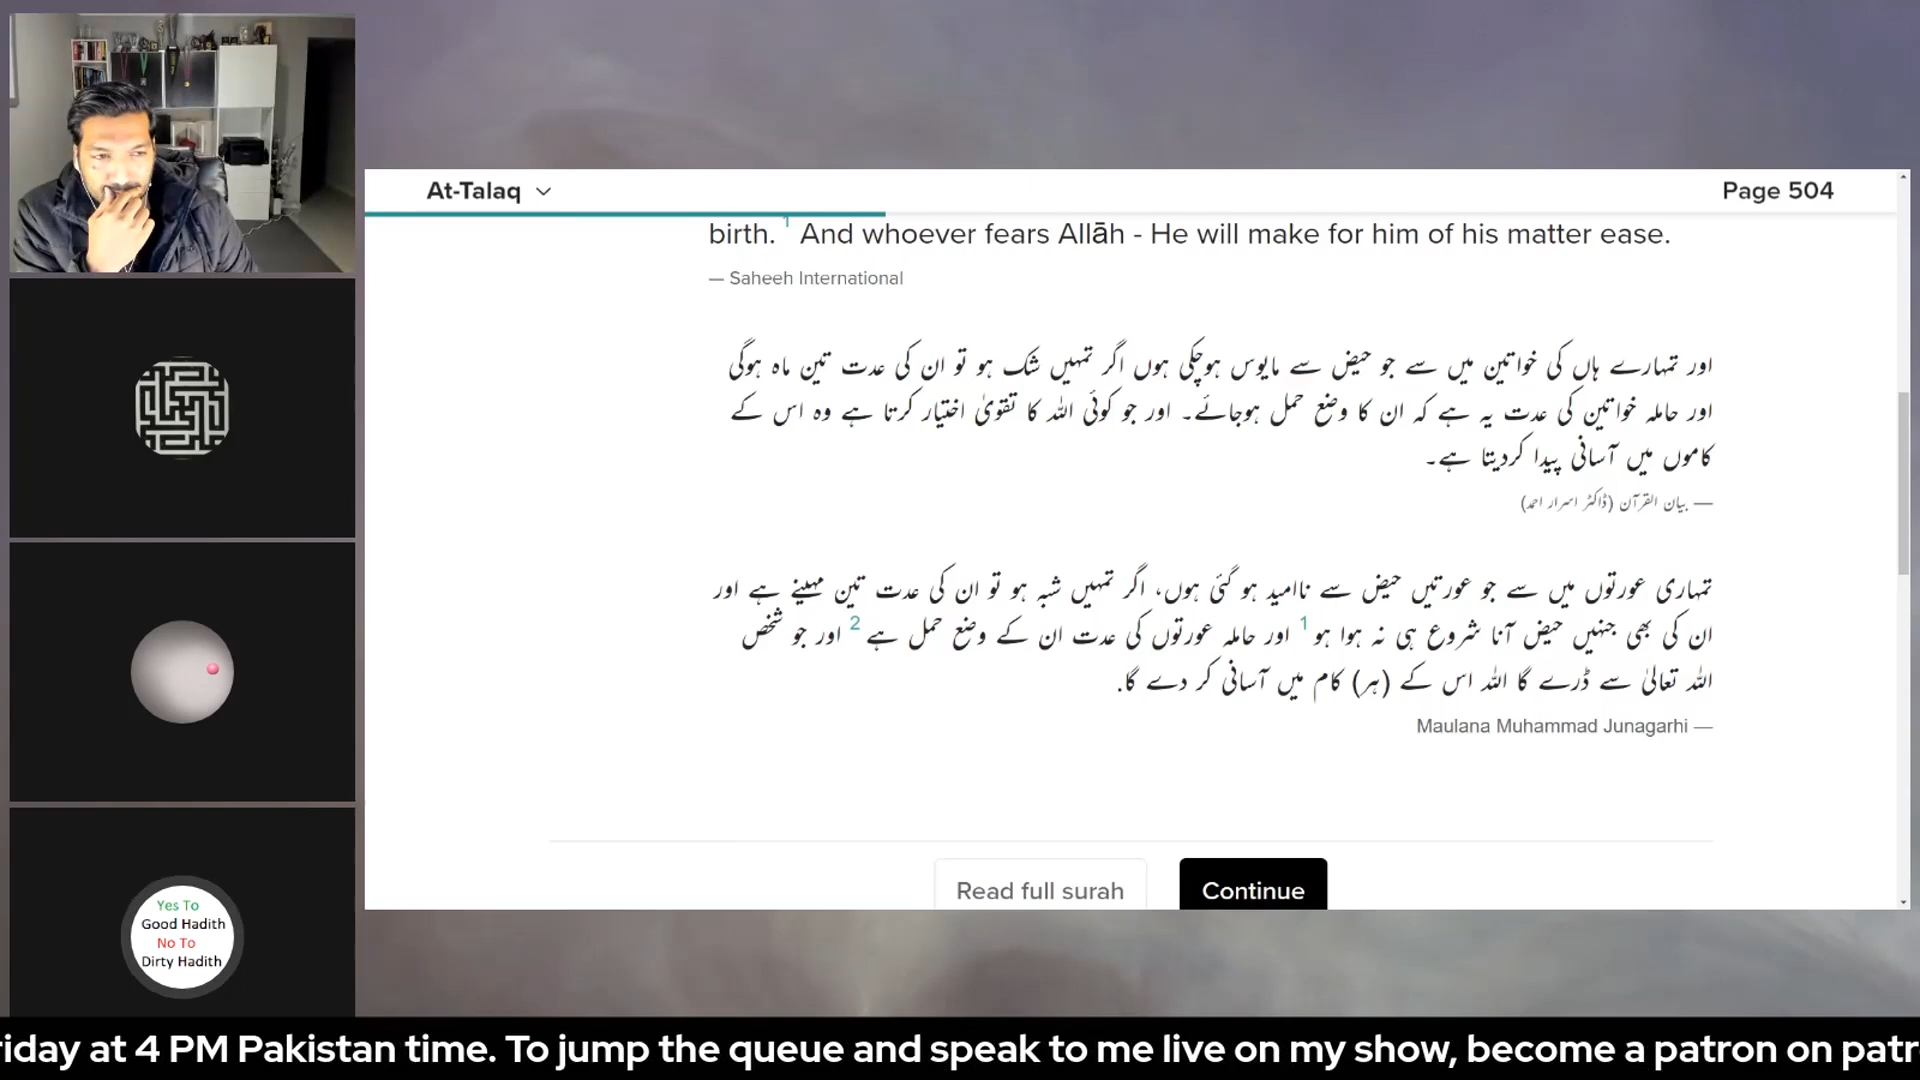 At-Talaq
Page 504
birth. 1 And whoever fears Allāh - He will make for him of his matter ease.
— Saheeh International
اور تمہارے ہاں کی خواتین میں سے جو حیض سے مایوس ہوچکی ہوں اگر تمہیں شک ہو تو ان کی عدت تین ماہ ہوگی
اور حاملہ خواتین کی عدت یہ ہے کہ ان کا وضع حمل ہوجائے۔ اور جو کوئی اللہ کا تقویٰ اختیار کرتا ہے وہ اس کے
کاموں میں آسانی پیدا کردیتا ہے۔
— بیان القرآن (ڈاکٹر اسرار احمد)
تمہاری عورتوں میں سے جو عورتیں حیض سے ناامید ہو گئی ہوں، اگر تمہیں شبہ ہو تو ان کی عدت تین مہینے ہے اور
ان کی بھی جنہیں حیض آنا شروع ہی نہ ہوا ہو 1 اور حاملہ عورتوں کی عدت ان کے وضع حمل ہے 2 اور جو شخص
اللہ تعالیٰ سے ڈرے گا اللہ اس کے (ہر) کام میں آسانی کر دے گا.
Maulana Muhammad Junagarhi —
Read full surah
Continue
Yes To
Good Hadith
No To
Dirty Hadith
riday at 4 PM Pakistan time. To jump the queue and speak to me live on my show, become a patron on patr